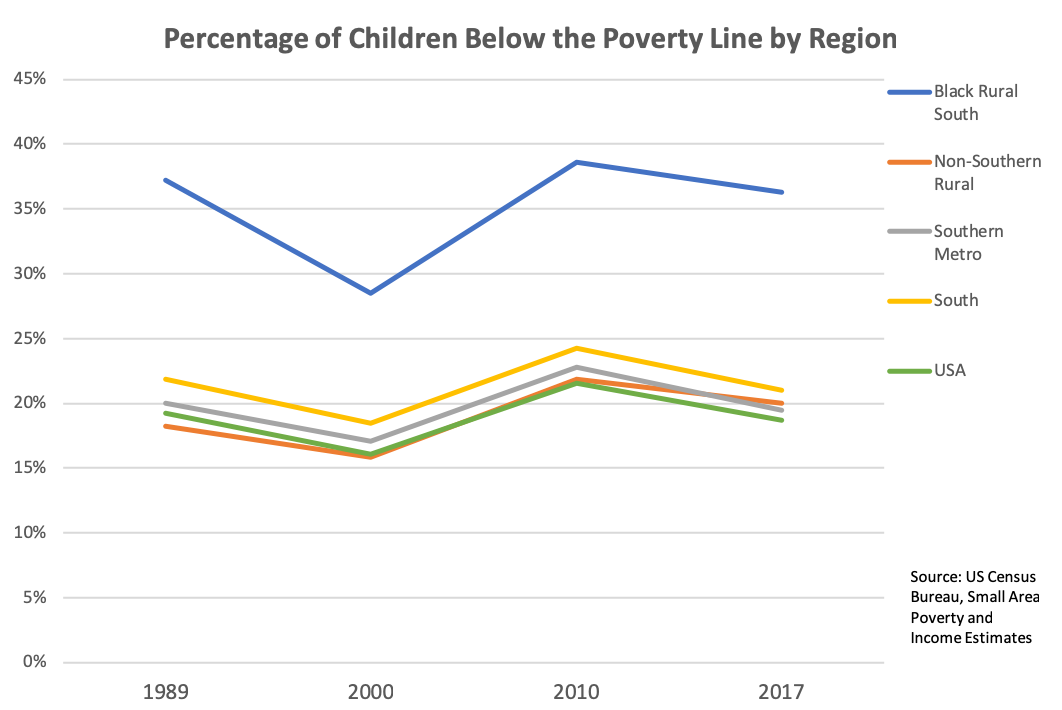 Percentage of Children Below the Poverty Line by Region
45%
40%
35%
30%
25%
20%
15%
10%
5%
0%
1989 2000 2010 2017
Black Rural
South
Non-Southern
Rural
Southern
Metro
South
USA
Source: US Census
Bureau, Small Area
Poverty and
Income Estimates